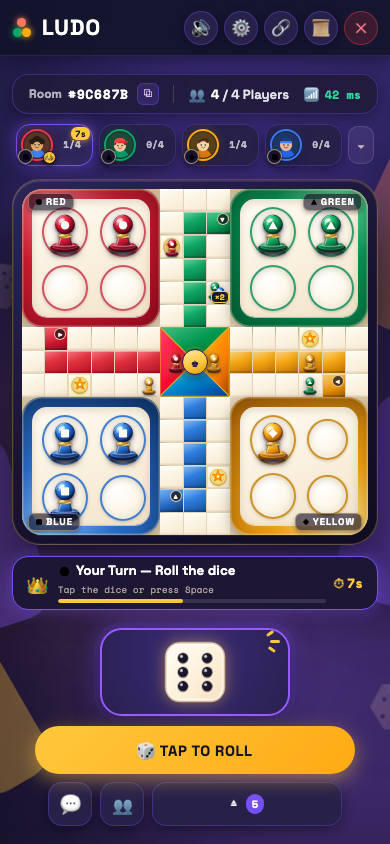 LUDO
Room #9C687B
4 / 4 Players
42 ms
7s
1/4
0/4
1/4
0/4
RED
GREEN
×2
BLUE
YELLOW
Your Turn — Roll the dice
Tap the dice or press Space
7s
TAP TO ROLL
5